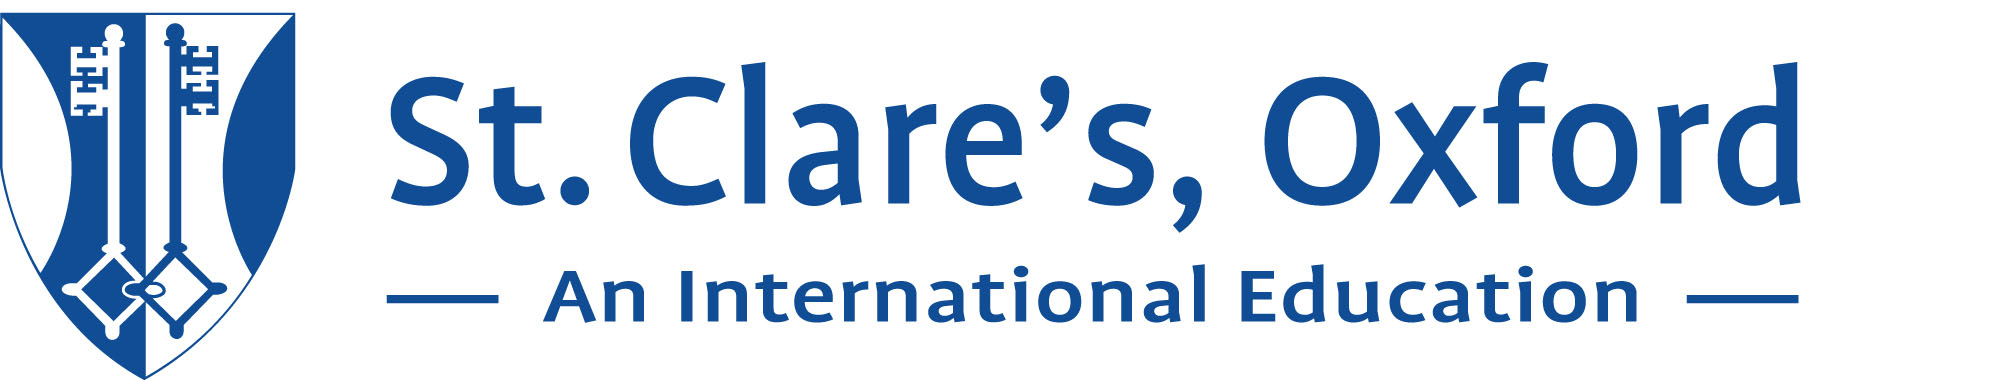 St. Clare’s, Oxford
— An International Education —